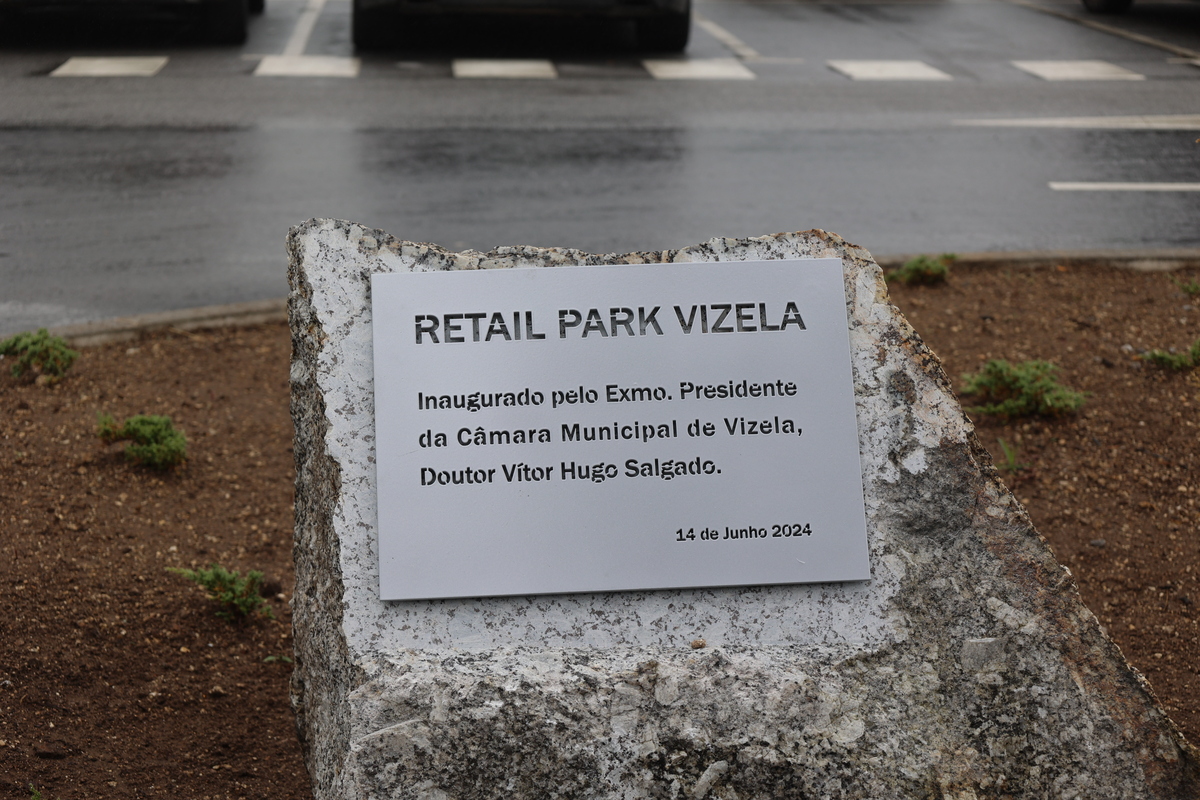 RETAIL PARK VIZELA
Inaugurado pelo Exmo. Presidente
da Câmara Municipal de Vizela,
Doutor Vítor Hugo Salgado.
14 de Junho 2024